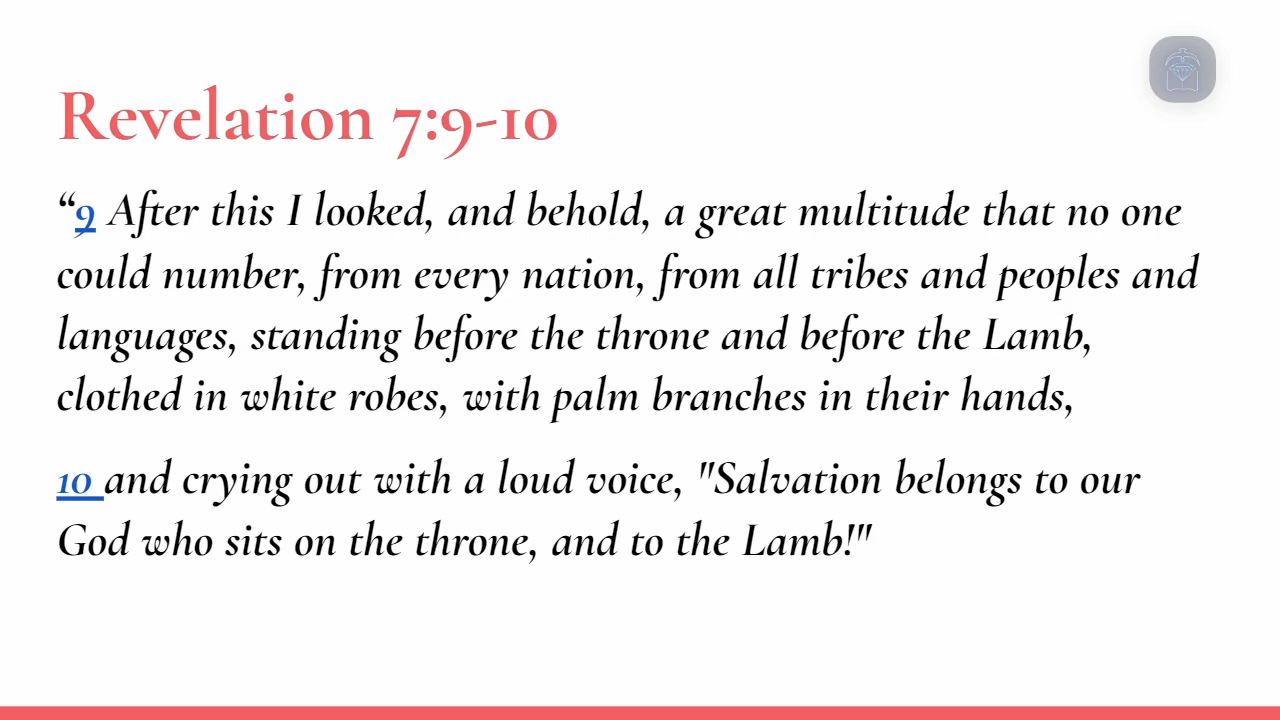 Revelation 7:9-10
“9 After this I looked, and behold, a great multitude that no one
could number, from every nation, from all tribes and peoples and
languages, standing before the throne and before the Lamb,
clothed in white robes, with palm branches in their hands,
10 and crying out with a loud voice, "Salvation belongs to our
God who sits on the throne, and to the Lamb!'"